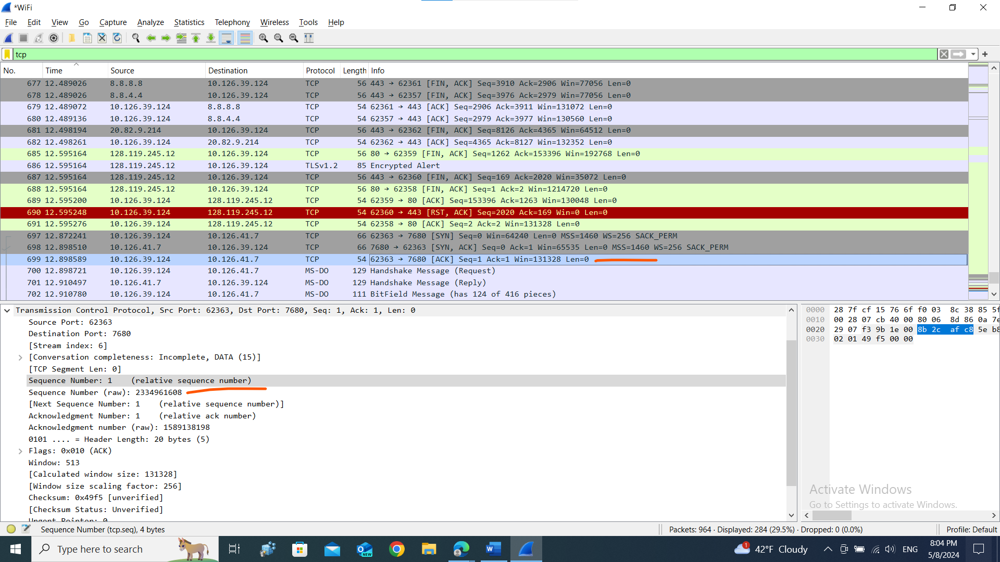 *WiFi
File Edit View Go Capture Analyze Statistics Telephony Wireless Tools Help
tcp
No. Time Source Destination Protocol Length Info
677 12.489026 8.8.8.8 10.126.39.124 TCP 56 443 → 62361 [FIN, ACK] Seq=3910 Ack=2906 Win=77056 Len=0
678 12.489026 8.8.4.4 10.126.39.124 TCP 56 443 → 62357 [FIN, ACK] Seq=3976 Ack=2979 Win=77056 Len=0
679 12.489072 10.126.39.124 8.8.8.8 TCP 54 62361 → 443 [ACK] Seq=2906 Ack=3911 Win=131072 Len=0
680 12.489136 10.126.39.124 8.8.4.4 TCP 54 62357 → 443 [ACK] Seq=2979 Ack=3977 Win=130560 Len=0
681 12.498194 20.82.9.214 10.126.39.124 TCP 56 443 → 62362 [FIN, ACK] Seq=8126 Ack=4365 Win=64512 Len=0
682 12.498261 10.126.39.124 20.82.9.214 TCP 54 62362 → 443 [ACK] Seq=4365 Ack=8127 Win=132352 Len=0
685 12.595164 128.119.245.12 10.126.39.124 TCP 56 80 → 62359 [FIN, ACK] Seq=1262 Ack=153396 Win=192768 Len=0
686 12.595164 128.119.245.12 10.126.39.124 TLSv1.2 85 Encrypted Alert
687 12.595164 128.119.245.12 10.126.39.124 TCP 56 443 → 62360 [FIN, ACK] Seq=169 Ack=2020 Win=35072 Len=0
688 12.595164 128.119.245.12 10.126.39.124 TCP 56 80 → 62358 [FIN, ACK] Seq=1 Ack=2 Win=1214720 Len=0
689 12.595200 10.126.39.124 128.119.245.12 TCP 54 62359 → 80 [ACK] Seq=153396 Ack=1263 Win=130048 Len=0
690 12.595248 10.126.39.124 128.119.245.12 TCP 54 62360 → 443 [RST, ACK] Seq=2020 Ack=169 Win=0 Len=0
691 12.595276 10.126.39.124 128.119.245.12 TCP 54 62358 → 80 [ACK] Seq=2 Ack=2 Win=131328 Len=0
697 12.872241 10.126.39.124 10.126.41.7 TCP 66 62363 → 7680 [SYN] Seq=0 Win=64240 Len=0 MSS=1460 WS=256 SACK_PERM
698 12.898510 10.126.41.7 10.126.39.124 TCP 66 7680 → 62363 [SYN, ACK] Seq=0 Ack=1 Win=65535 Len=0 MSS=1460 WS=256 SACK_PERM
699 12.898589 10.126.39.124 10.126.41.7 TCP 54 62363 → 7680 [ACK] Seq=1 Ack=1 Win=131328 Len=0
700 12.898721 10.126.39.124 10.126.41.7 MS-DO 129 Handshake Message (Request)
701 12.910497 10.126.41.7 10.126.39.124 MS-DO 129 Handshake Message (Reply)
702 12.910780 10.126.39.124 10.126.41.7 MS-DO 111 BitField Message (has 124 of 416 pieces)
Transmission Control Protocol, Src Port: 62363, Dst Port: 7680, Seq: 1, Ack: 1, Len: 0
Source Port: 62363
Destination Port: 7680
[Stream index: 6]
[Conversation completeness: Incomplete, DATA (15)]
[TCP Segment Len: 0]
Sequence Number: 1 (relative sequence number)
Sequence Number (raw): 2334961608
[Next Sequence Number: 1 (relative sequence number)]
Acknowledgment Number: 1 (relative ack number)
Acknowledgment number (raw): 1589138198
0101 .... = Header Length: 20 bytes (5)
Flags: 0x010 (ACK)
Window: 513
[Calculated window size: 131328]
[Window size scaling factor: 256]
Checksum: 0x49f5 [unverified]
[Checksum Status: Unverified]
Urgent Pointer: 0
0000 28 7f cf 15 76 6f f0 03 8c 38 85 5f
0010 00 28 07 cb 40 00 80 06 8d 86 0a 7e
0020 29 07 f3 9b 1e 00 8b 2c af c8 5e b8
0030 02 01 49 f5 00 00
Activate Windows
Go to Settings to activate Windows.
Sequence Number (tcp.seq), 4 bytes
Packets: 964 · Displayed: 284 (29.5%) · Dropped: 0 (0.0%)
Profile: Default
Type here to search
NEW
1
42°F Cloudy
ENG
8:04 PM
5/8/2024